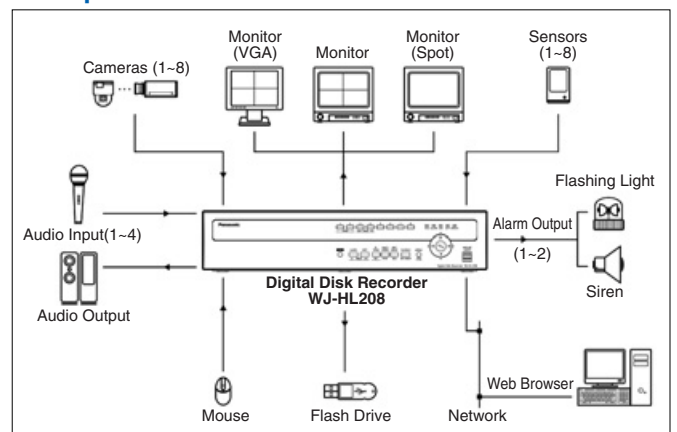 Monitor
(VGA)
Monitor
Monitor
(Spot)
Sensors
(1~8)
Cameras (1~8)
Flashing Light
Audio Input(1~4)
Panasonic
Alarm Output
(1~2)
Siren
Digital Disk Recorder
WJ-HL208
Audio Output
Web Browser
Mouse
Flash Drive
Network